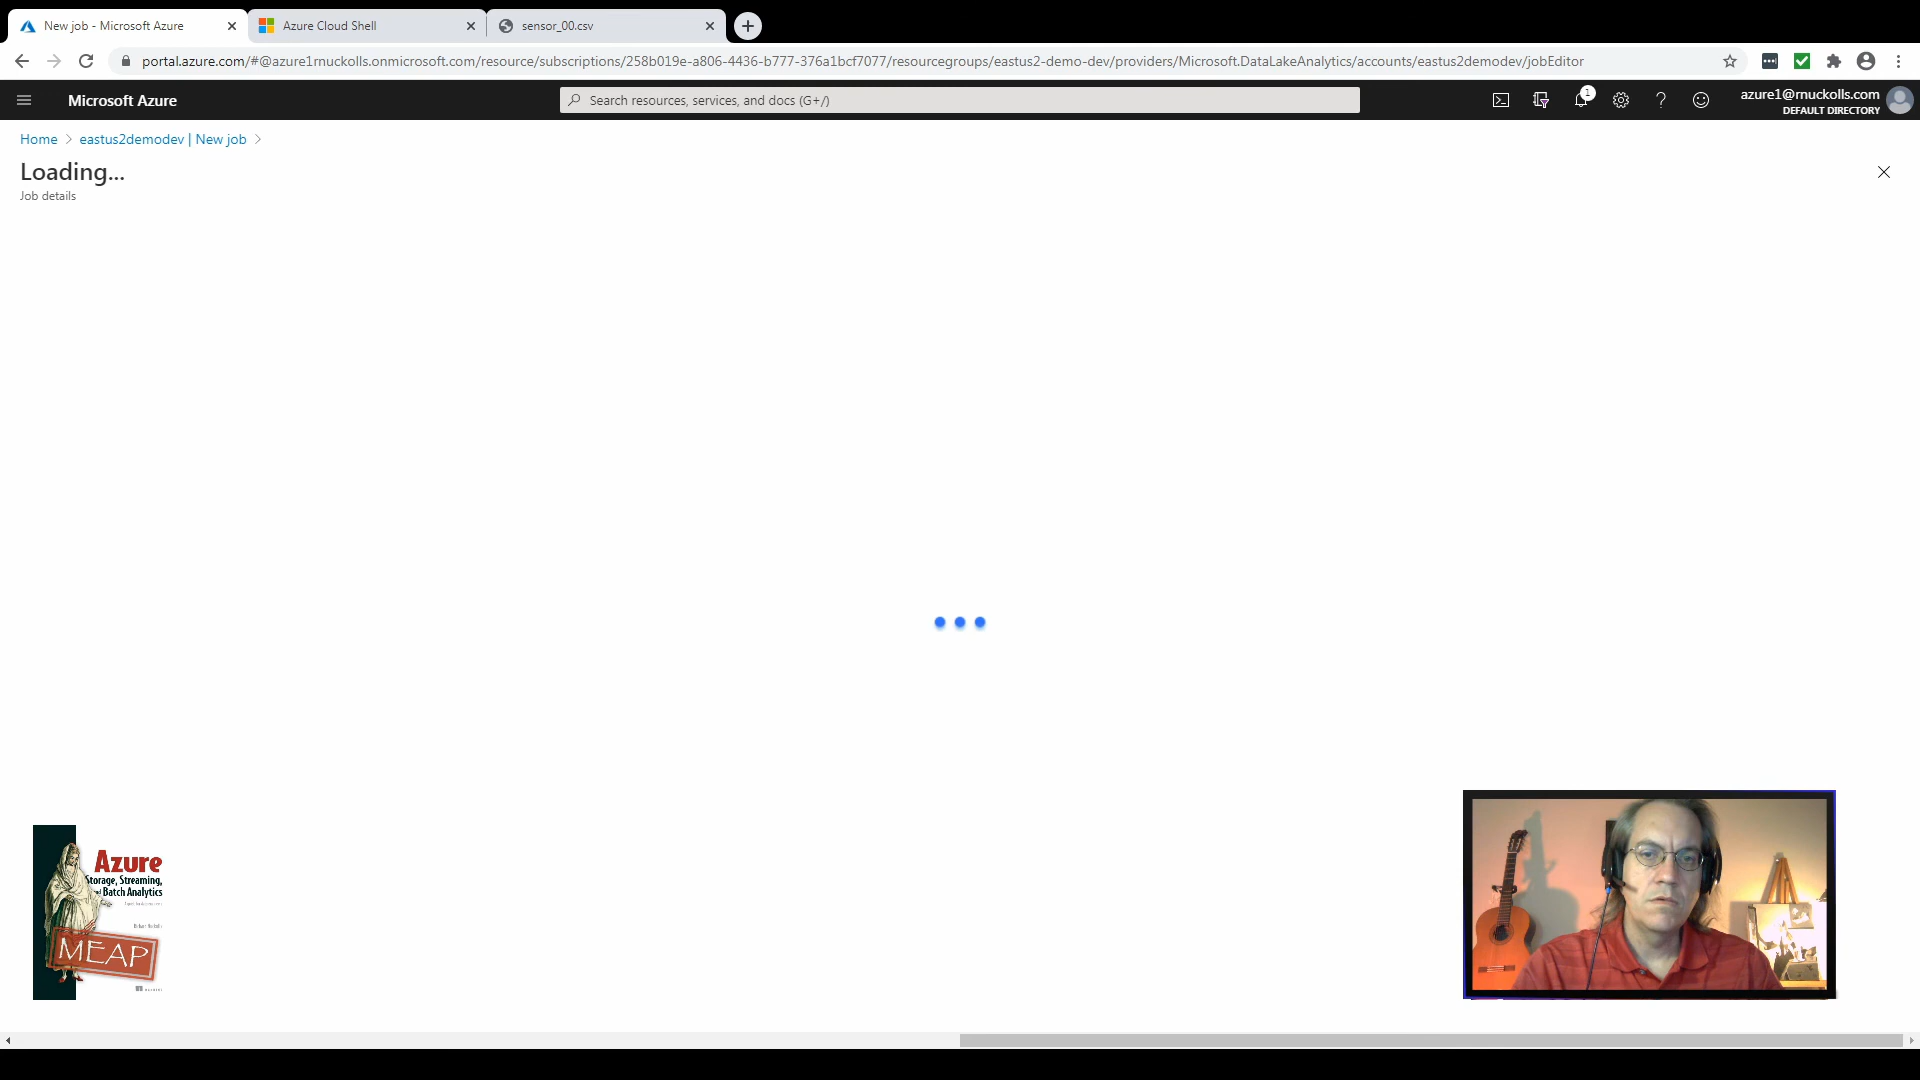 New job - Microsoft Azure
Azure Cloud Shell
sensor_00.csv
portal.azure.com/#@azure1rnuckolls.onmicrosoft.com/resource/subscriptions/258b019e-a806-4436-b777-376a1bcf7077/resourcegroups/eastus2-demo-dev/providers/Microsoft.DataLakeAnalytics/accounts/eastus2demodev/jobEditor
Microsoft Azure
Search resources, services, and docs (G+/)
1
azure1@rnuckolls.com
DEFAULT DIRECTORY
Home > eastus2demodev | New job >
Loading...
Job details
Azure
Storage, Streaming,
and Batch Analytics
MEAP